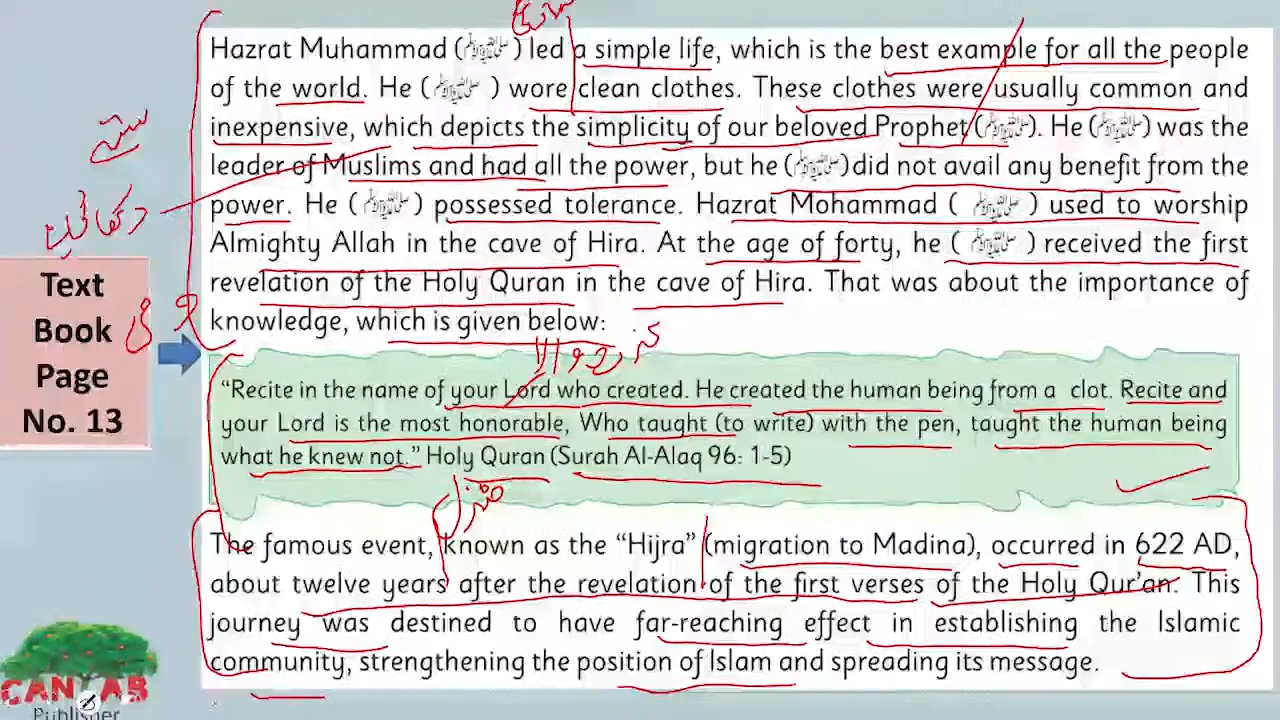 Hazrat Muhammad (ﷺ) led a simple life, which is the best example for all the people
of the world. He (ﷺ) wore clean clothes. These clothes were usually common and
inexpensive, which depicts the simplicity of our beloved Prophet (ﷺ). He (ﷺ) was the
leader of Muslims and had all the power, but he (ﷺ) did not avail any benefit from the
power. He (ﷺ) possessed tolerance. Hazrat Mohammad (ﷺ) used to worship
Almighty Allah in the cave of Hira. At the age of forty, he (ﷺ) received the first
revelation of the Holy Quran in the cave of Hira. That was about the importance of
knowledge, which is given below:
Text
Book
Page
No. 13
“Recite in the name of your Lord who created. He created the human being from a clot. Recite and
your Lord is the most honorable, Who taught (to write) with the pen, taught the human being
what he knew not.” Holy Quran (Surah Al-Alaq 96: 1-5)
The famous event, known as the “Hijra” (migration to Madina), occurred in 622 AD,
about twelve years after the revelation of the first verses of the Holy Qur’an. This
journey was destined to have far-reaching effect in establishing the Islamic
community, strengthening the position of Islam and spreading its message.
CANTAB
Publisher